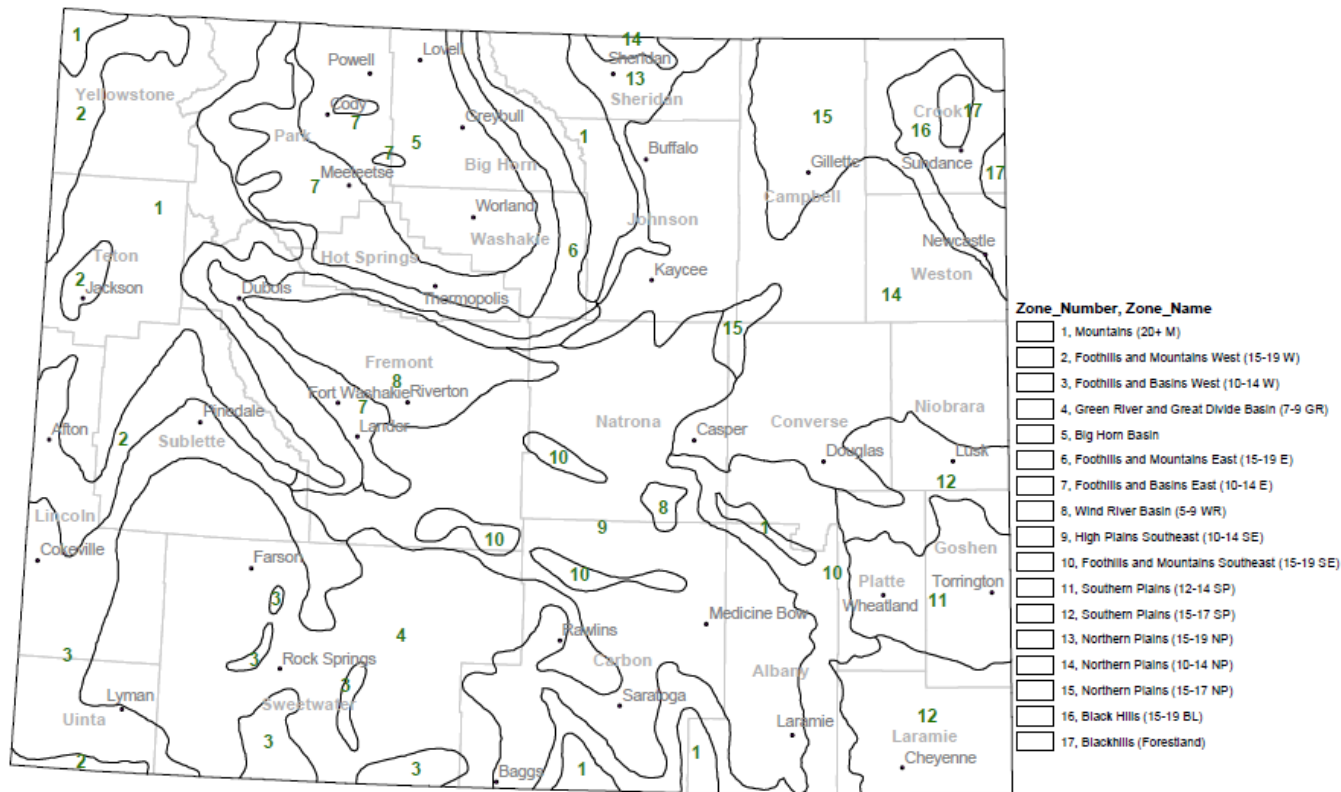 1
14
Lovell
Powell
Sheridan
13
Yellowstone
Sheridan
2
Cody
Crook
17
7
Greybull
15
16
Park
5
1
7
Big Horn
Buffalo
Sundance
Gillette
17
Meeteetse
7
Campbell
1
Worland
Johnson
Washakie
Newcastle
6
Teton
Hot Springs
Weston
2
Kaycee
Jackson
Dubois
Thermopolis
14
15
Fremont
8
Fort Washakie
Riverton
7
Niobrara
Pinedale
Natrona
Converse
Afton
2
Sublette
Lander
Casper
10
Douglas
Lusk
12
8
Lincoln
9
1
10
Goshen
Cokeville
Farson
10
10
Platte
Torrington
3
Wheatland
11
Medicine Bow
4
Rawlins
3
3
Rock Springs
Carbon
Albany
3
Lyman
Sweetwater
Saratoga
Uinta
12
Laramie
Laramie
3
1
2
3
Baggs
1
Cheyenne
Zone_Number, Zone_Name
1, Mountains (20+ M)
2, Foothills and Mountains West (15-19 W)
3, Foothills and Basins West (10-14 W)
4, Green River and Great Divide Basin (7-9 GR)
5, Big Horn Basin
6, Foothills and Mountains East (15-19 E)
7, Foothills and Basins East (10-14 E)
8, Wind River Basin (5-9 WR)
9, High Plains Southeast (10-14 SE)
10, Foothills and Mountains Southeast (15-19 SE)
11, Southern Plains (12-14 SP)
12, Southern Plains (15-17 SP)
13, Northern Plains (15-19 NP)
14, Northern Plains (10-14 NP)
15, Northern Plains (15-17 NP)
16, Black Hills (15-19 BL)
17, Blackhills (Forestland)